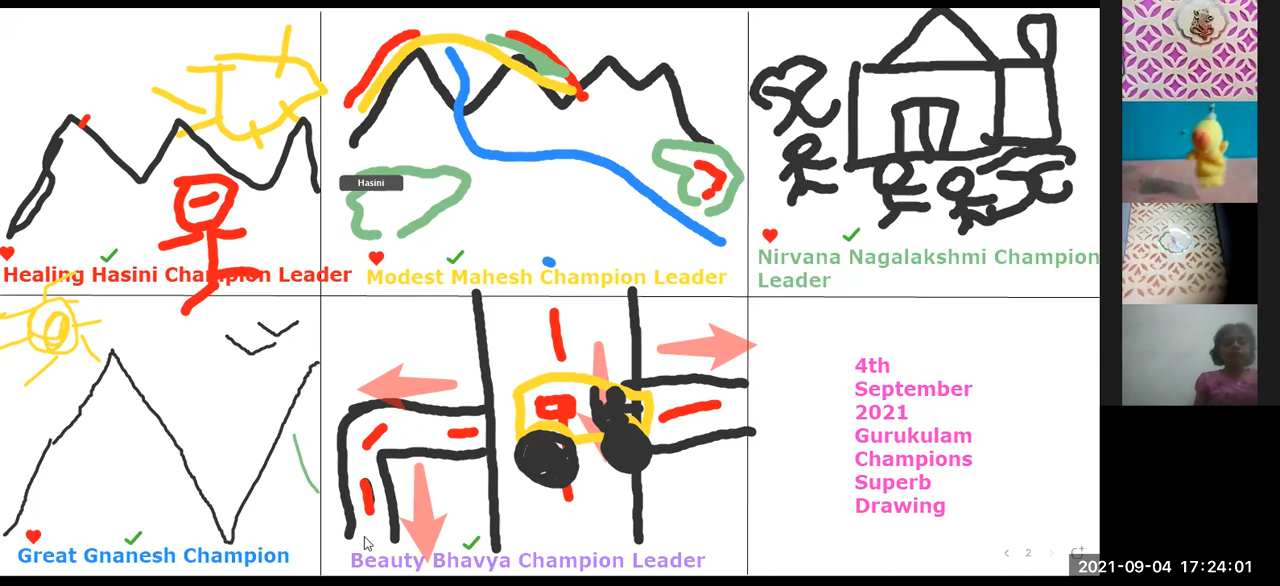 Hasini
Healing Hasini Champion Leader
Modest Mahesh Champion Leader
Nirvana Nagalakshmi Champion
Leader
Great Gnanesh Champion
Beauty Bhavya Champion Leader
4th
September
2021
Gurukulam
Champions
Superb
Drawing
2
2021-09-04 17:24:01